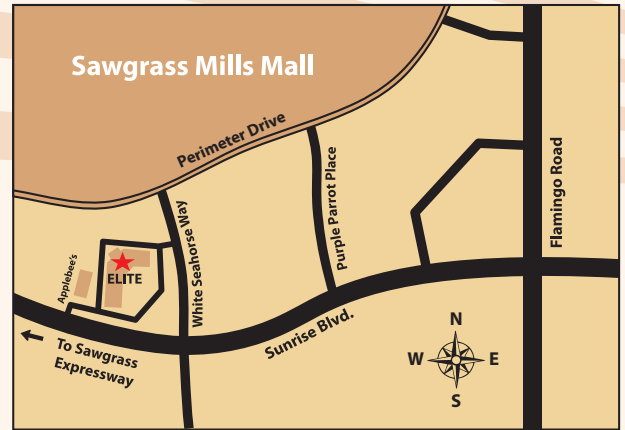 Sawgrass Mills Mall
Perimeter Drive
Flamingo Road
Purple Parrot Place
White Seahorse Way
Applebee's
ELITE
Sunrise Blvd.
To Sawgrass
Expressway
N
W E
S